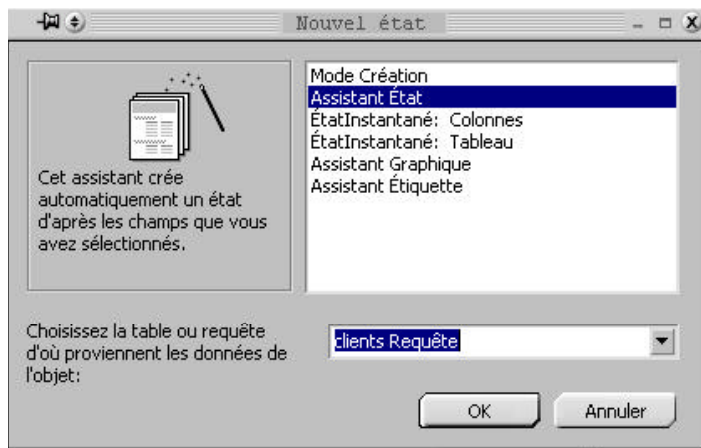 Nouvel état
Mode Création
Assistant État
ÉtatInstantané: Colonnes
ÉtatInstantané: Tableau
Assistant Graphique
Assistant Étiquette
Cet assistant crée
automatiquement un état
d'après les champs que vous
avez sélectionnés.
Choisissez la table ou requête
d'où proviennent les données de
l'objet:
clients Requête
OK
Annuler